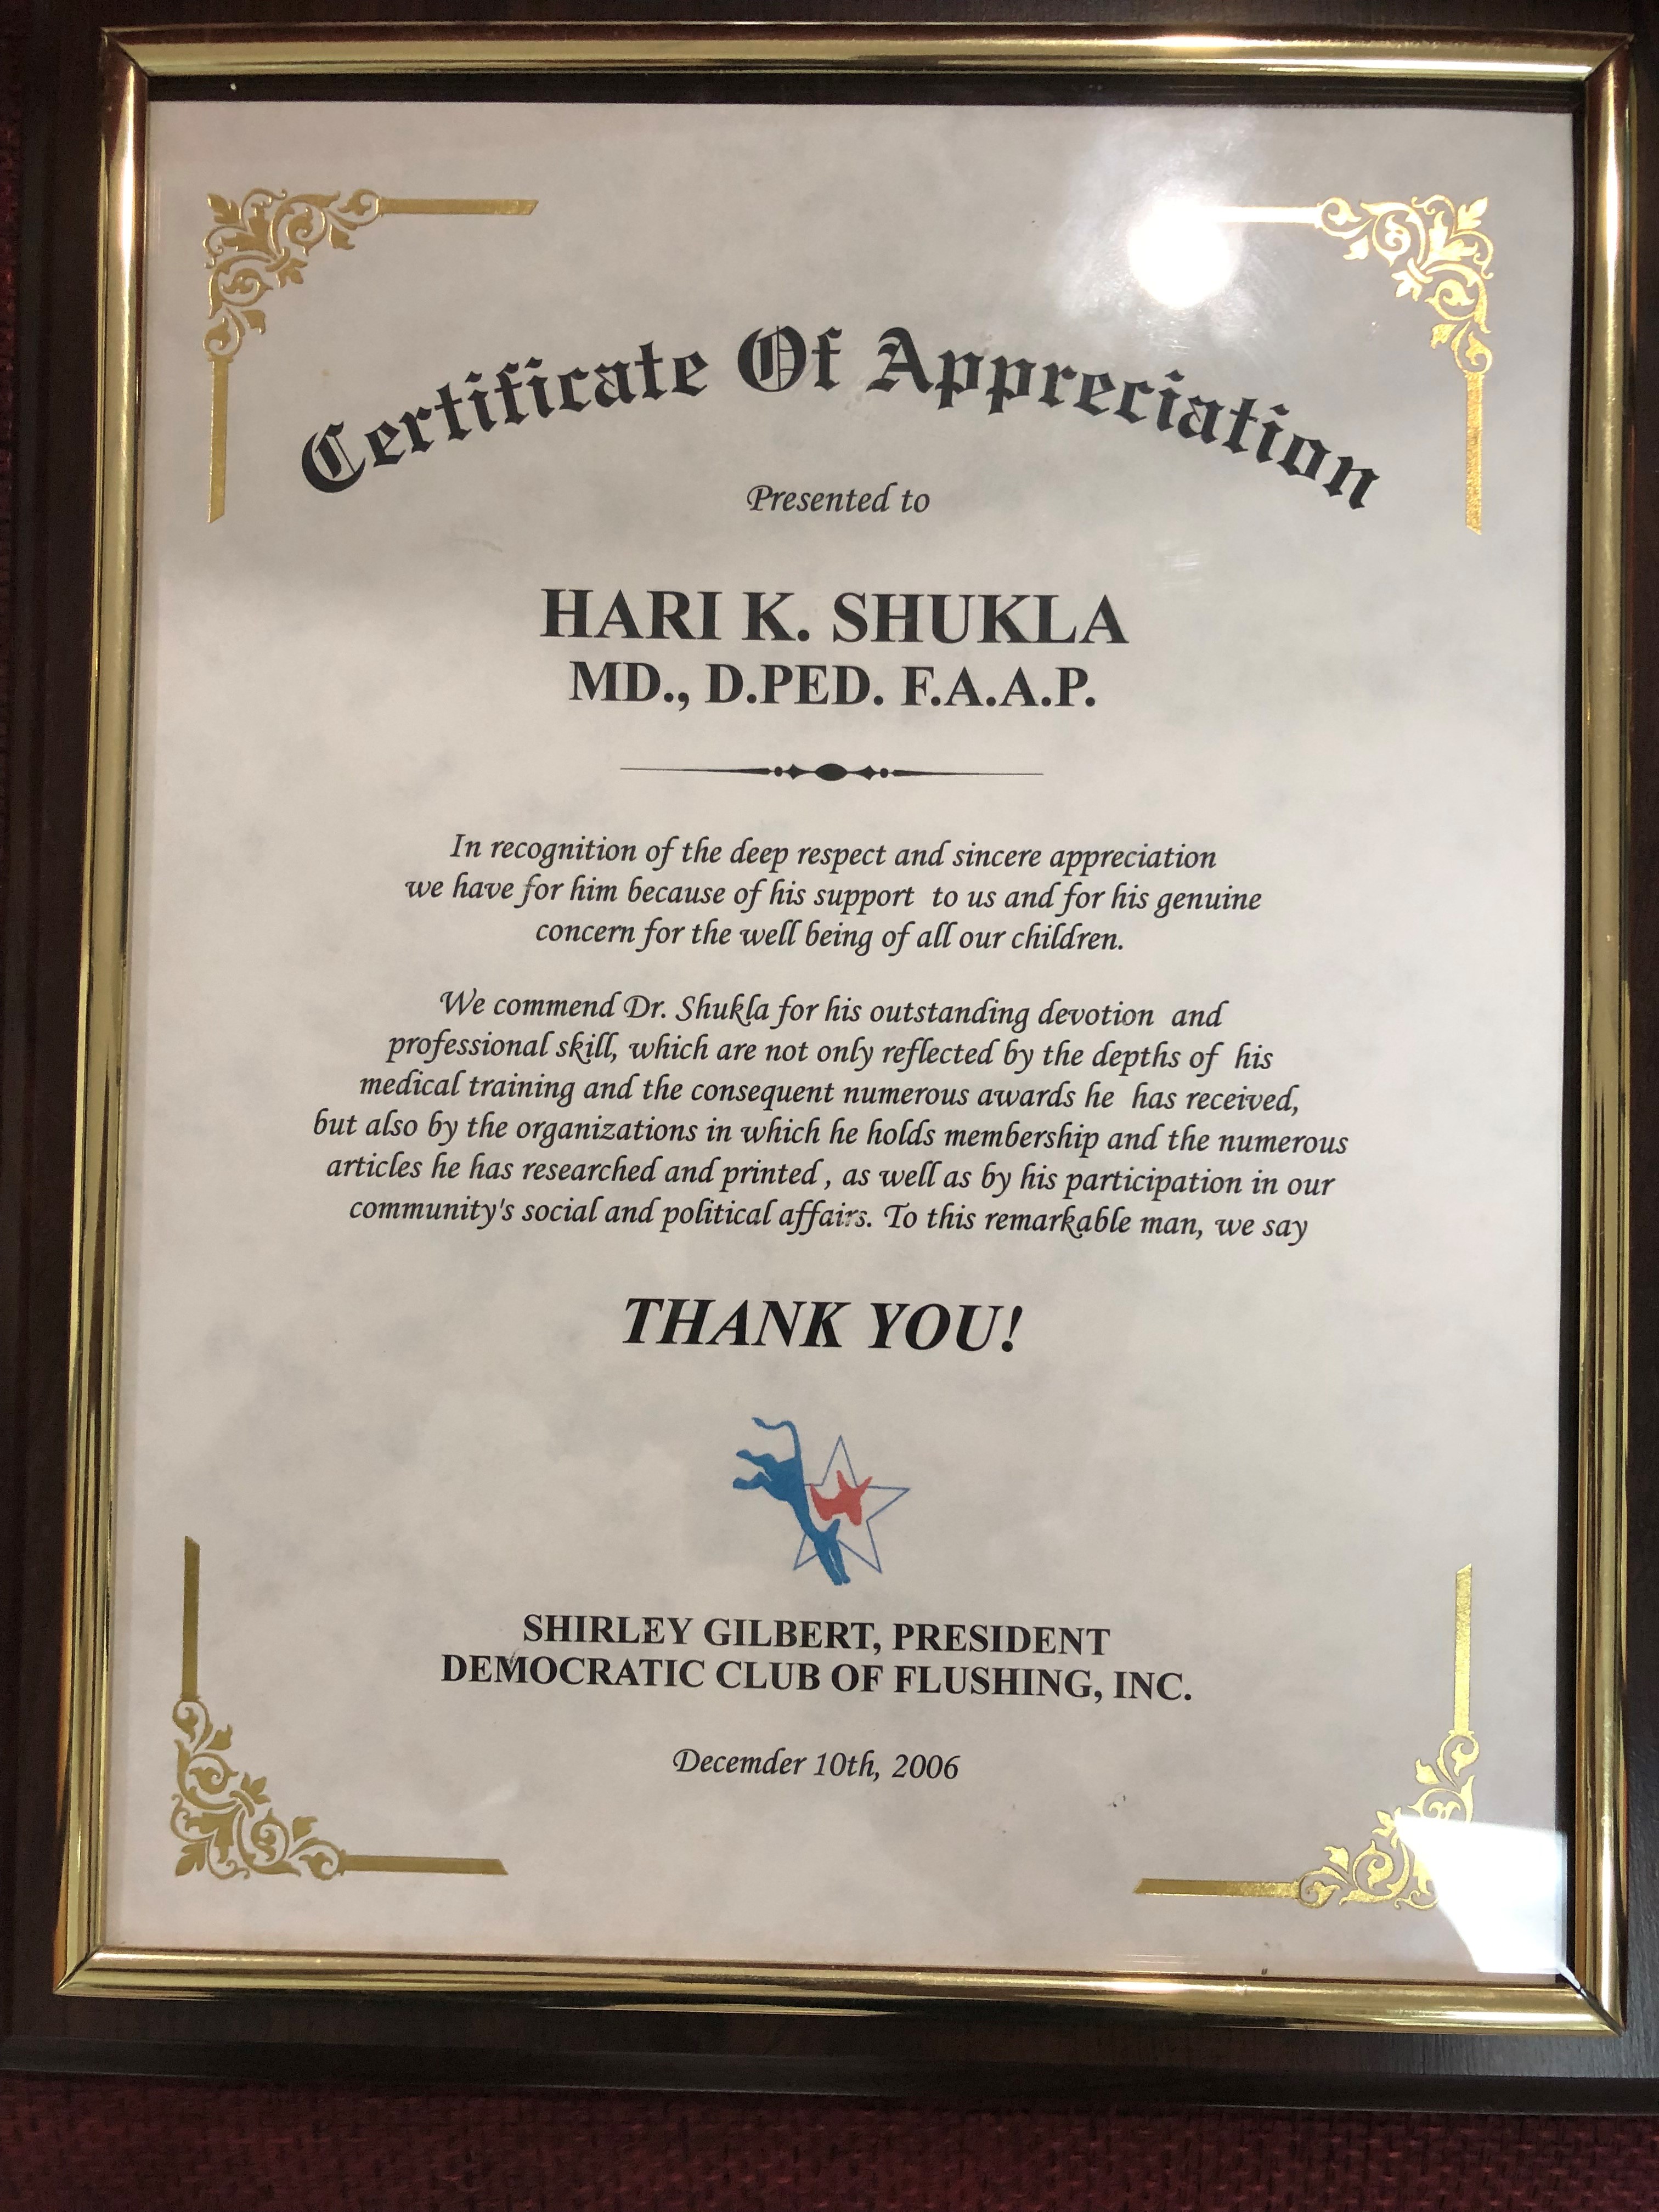 Certificate Of Appreciation
Presented to
HARI K. SHUKLA
MD., D.PED. F.A.A.P.
In recognition of the deep respect and sincere appreciation
we have for him because of his support to us and for his genuine
concern for the well being of all our children.
We commend Dr. Shukla for his outstanding devotion and
professional skill, which are not only reflected by the depths of his
medical training and the consequent numerous awards he has received,
but also by the organizations in which he holds membership and the numerous
articles he has researched and printed , as well as by his participation in our
community's social and political affairs. To this remarkable man, we say
THANK YOU!
SHIRLEY GILBERT, PRESIDENT
DEMOCRATIC CLUB OF FLUSHING, INC.
Decemder 10th, 2006